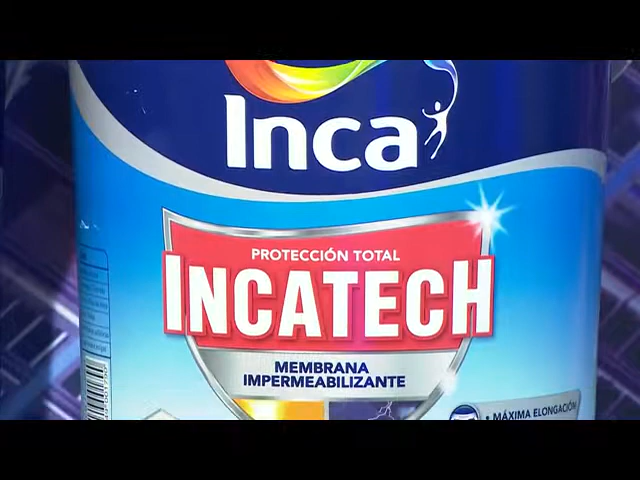 Inca
PROTECCIÓN TOTAL
INCATECH
MEMBRANA
IMPERMEABILIZANTE
• MÁXIMA ELONGACIÓN